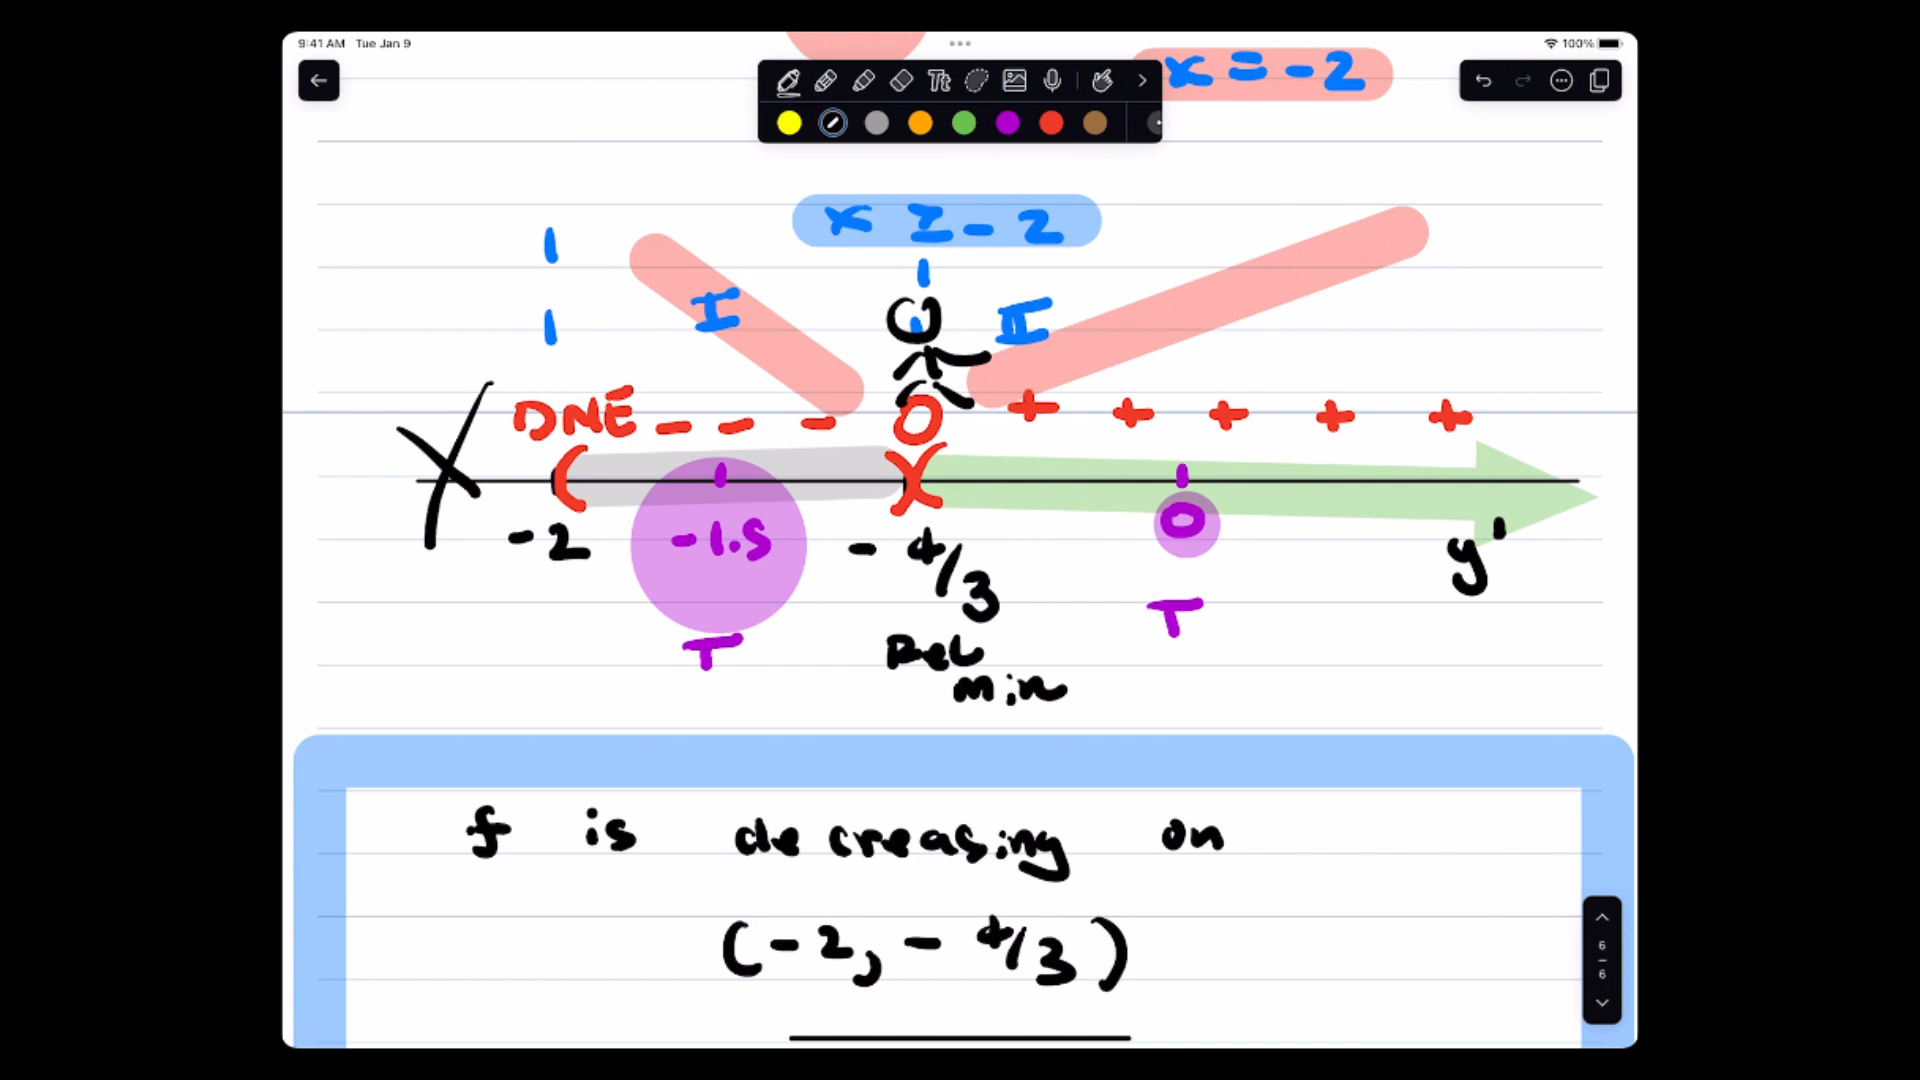 9:41 AM Tue Jan 9
100%
x = -2
Tt
x ≥ -2
I II
DNE - - - 0 + + + + +
( )(
-2 -1.5 -4/3 0 y'
T T
Rel
min
f is decreasing on
(-2, -4/3)
6
6